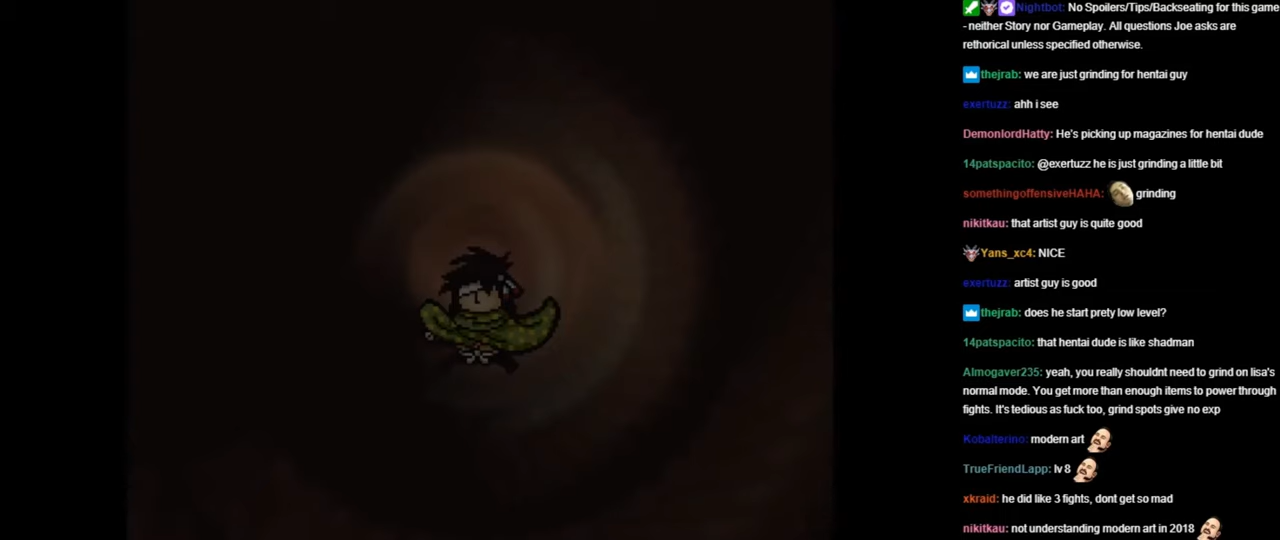 Nightbot: No Spoilers/Tips/Backseating for this game
- neither Story nor Gameplay. All questions Joe asks are
rethorical unless specified otherwise.
thejrab: we are just grinding for hentai guy
exertuzz: ahh i see
DemonlordHatty: He's picking up magazines for hentai dude
14patspacito: @exertuzz he is just grinding a little bit
somethingoffensiveHAHA: grinding
nikitkau: that artist guy is quite good
Yans_xc4: NICE
exertuzz: artist guy is good
thejrab: does he start prety low level?
14patspacito: that hentai dude is like shadman
Almogaver235: yeah, you really shouldnt need to grind on lisa's
normal mode. You get more than enough items to power through
fights. It's tedious as fuck too, grind spots give no exp
Kobalterino: modern art
TrueFriendLapp: lv 8
xkraid: he did like 3 fights, dont get so mad
nikitkau: not understanding modern art in 2018